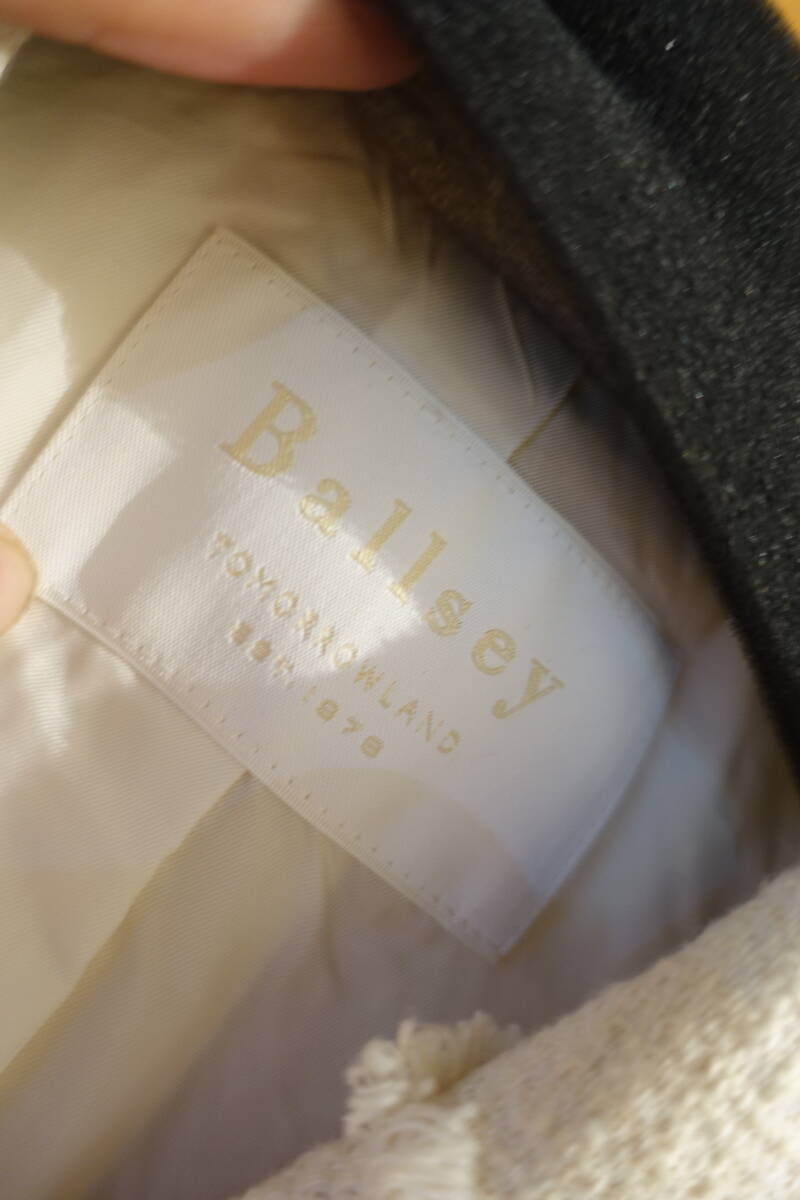 Ballsey
TOMORROWLAND
EST. 1978